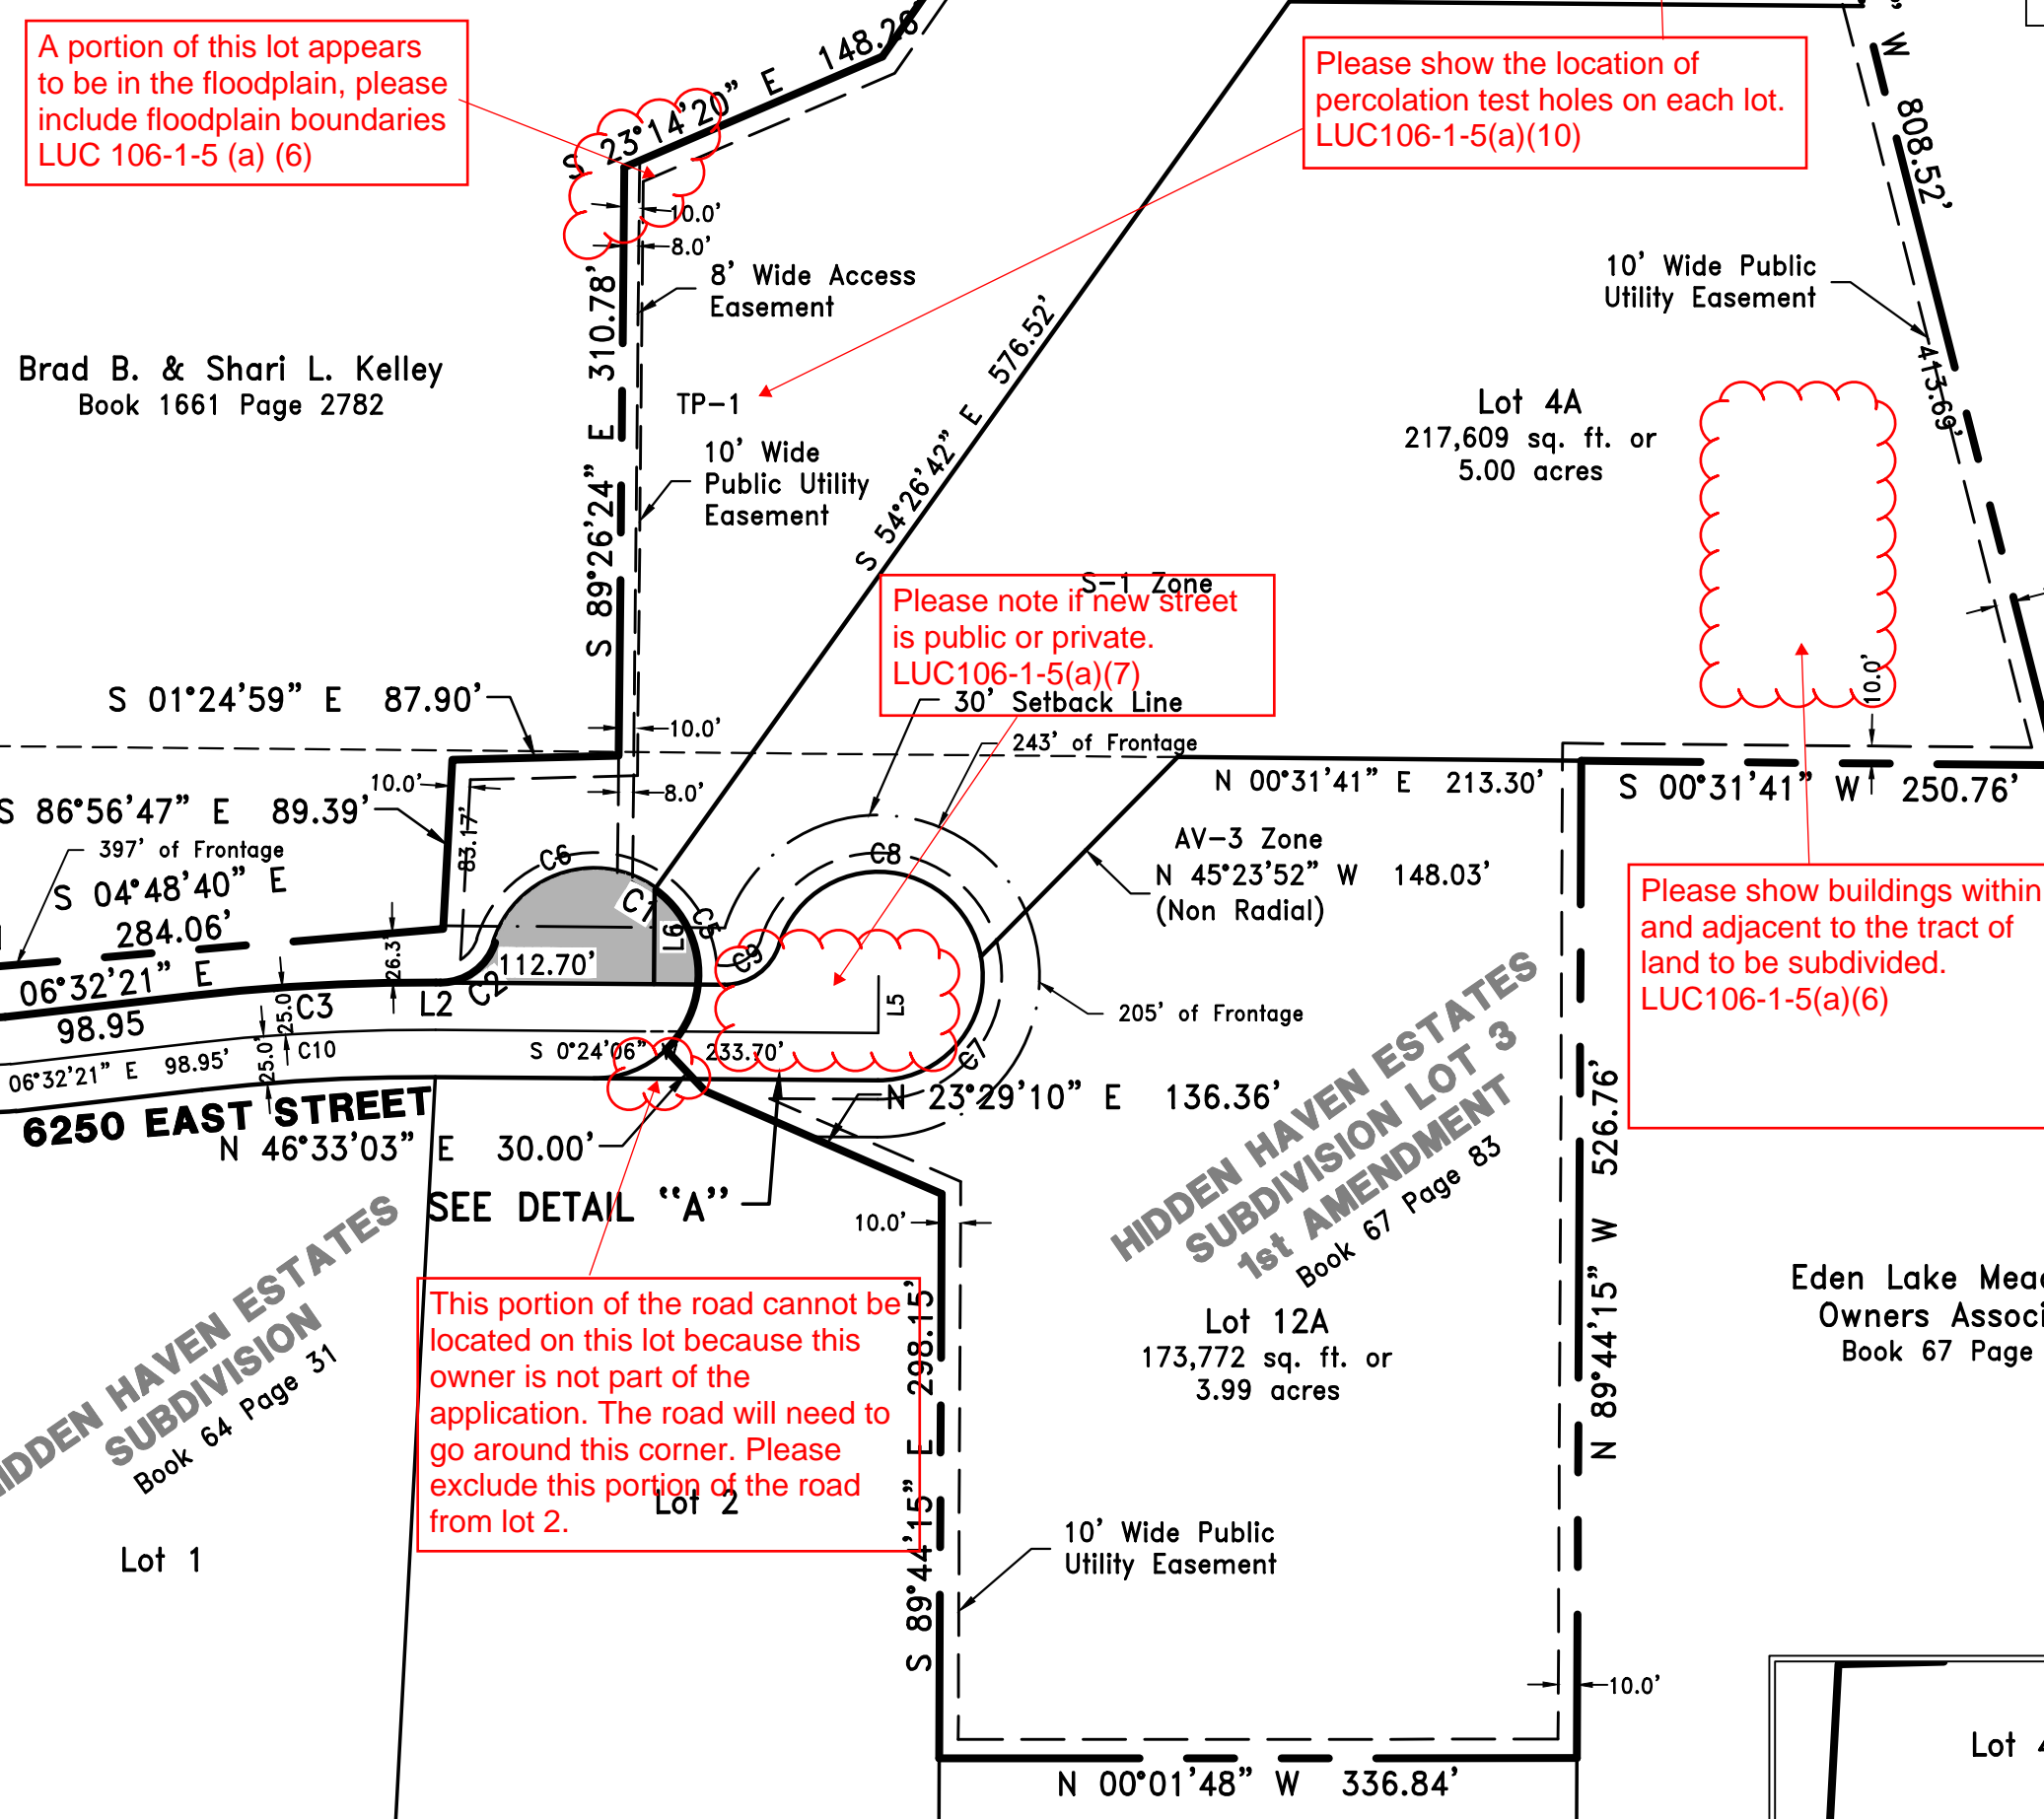 A portion of this lot appears
to be in the floodplain, please
include floodplain boundaries
LUC 106-1-5 (a) (6)
S 23°14'20" E 148.26'
Please show the location of
percolation test holes on each lot.
LUC106-1-5(a)(10)
W 808.52'
10.0'
8.0'
8' Wide Access
Easement
10' Wide Public
Utility Easement
413.69'
Brad B. & Shari L. Kelley
Book 1661 Page 2782
S 89°26'24" E 310.78'
TP-1
10' Wide
Public Utility
Easement
S 54°26'42" E 576.52'
Lot 4A
217,609 sq. ft. or
5.00 acres
S-1 Zone
Please note if new street
is public or private.
LUC106-1-5(a)(7)
30' Setback Line
243' of Frontage
10.0'
S 01°24'59" E 87.90'
10.0'
10.0'
8.0'
S 86°56'47" E 89.39'
83.17'
397' of Frontage
S 04°48'40" E
284.06'
N 00°31'41" E 213.30'
S 00°31'41" W 250.76'
AV-3 Zone
N 45°23'52" W 148.03'
(Non Radial)
Please show buildings within
and adjacent to the tract of
land to be subdivided.
LUC106-1-5(a)(6)
C6
C1
C5
L6
C9
C8
26.3'
112.70'
C2
06°32'21" E
98.95
25.0
C3
L2
L5
205' of Frontage
C7
06°32'21" E 98.95'
25.0'
C10
S 0°24'06" 233.70'
6250 EAST STREET
N 23°29'10" E 136.36'
N 46°33'03" E 30.00'
SEE DETAIL "A"
HIDDEN HAVEN ESTATES
SUBDIVISION LOT 3
1st AMENDMENT
Book 67 Page 83
N 89°44'15" W 526.76'
10.0'
HIDDEN HAVEN ESTATES
SUBDIVISION
Book 64 Page 31
This portion of the road cannot be
located on this lot because this
owner is not part of the
application. The road will need to
go around this corner. Please
exclude this portion of the road
from lot 2.
Lot 2
S 89°44'15" E 298.15'
Lot 12A
173,772 sq. ft. or
3.99 acres
Eden Lake Mea
Owners Associ
Book 67 Page
Lot 1
10' Wide Public
Utility Easement
10.0'
Lot 4
N 00°01'48" W 336.84'